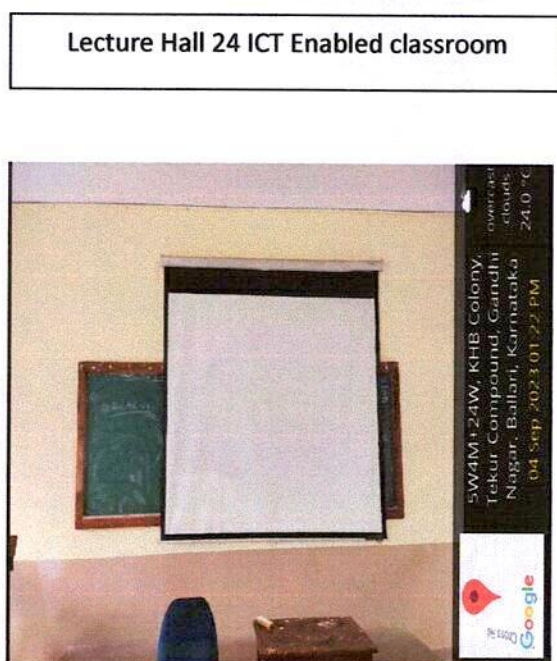 Lecture Hall 24 ICT Enabled classroom
5W4M+24W, KHB Colony,
Tekur Compound, Gandhi
Nagar, Ballari, Karnataka
04 Sep 2023 01:22 PM
overcast
clouds
24.0 °C
Google